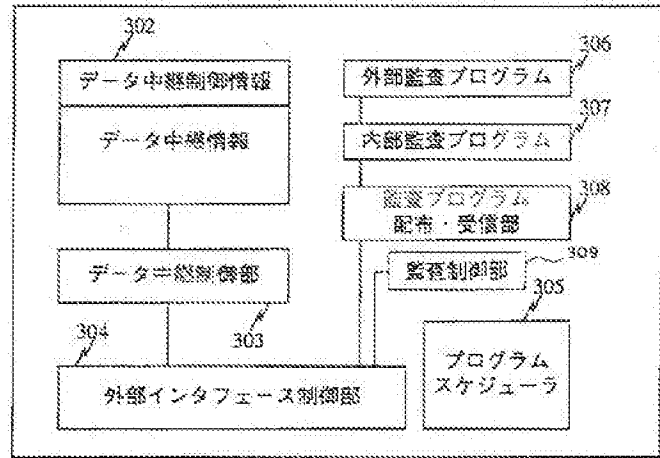 302
データ中継制御情報
データ中継情報
データ中継制御部
303
304
外部インタフェース制御部
306
外部監査プログラム
307
内部監査プログラム
308
監査プログラム
配布・受信部
309
監査制御部
305
プログラム
スケジューラ